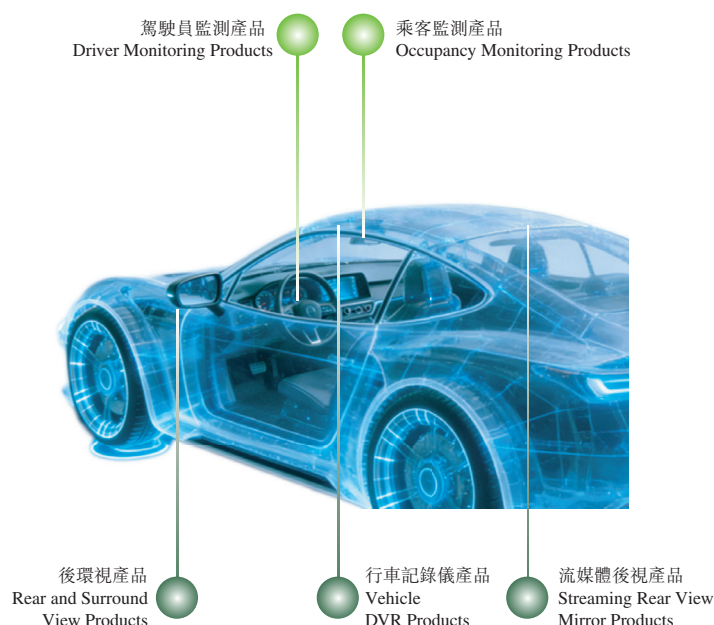 駕駛員監測產品
Driver Monitoring Products
乘客監測產品
Occupancy Monitoring Products
後環視產品
Rear and Surround
View Products
行車記錄儀產品
Vehicle
DVR Products
流媒體後視產品
Streaming Rear View
Mirror Products